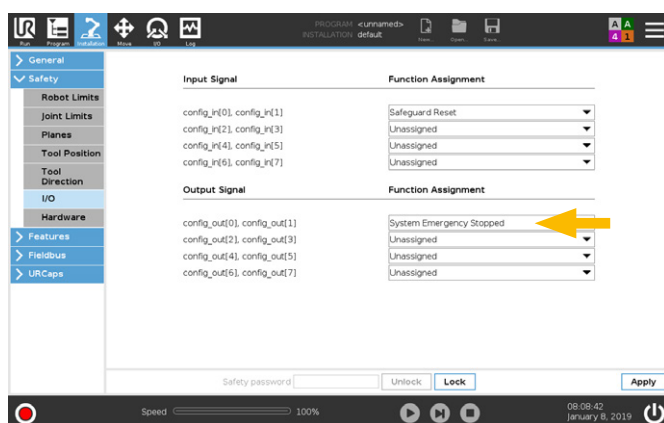 PROGRAM <unnamed>
INSTALLATION default
New... Open... Save...
A A
4 1
UR
Run Program Installation Move I/O Log
General
Safety
Robot Limits
Joint Limits
Planes
Tool Position
Tool
Direction
I/O
Hardware
Features
Fieldbus
URCaps
Input Signal Function Assignment
config_in[0], config_in[1] Safeguard Reset
config_in[2], config_in[3] Unassigned
config_in[4], config_in[5] Unassigned
config_in[6], config_in[7] Unassigned
Output Signal Function Assignment
config_out[0], config_out[1] System Emergency Stopped
config_out[2], config_out[3] Unassigned
config_out[4], config_out[5] Unassigned
config_out[6], config_out[7] Unassigned
Safety password Unlock Lock Apply
Speed 100%
08:08:42
January 8, 2019